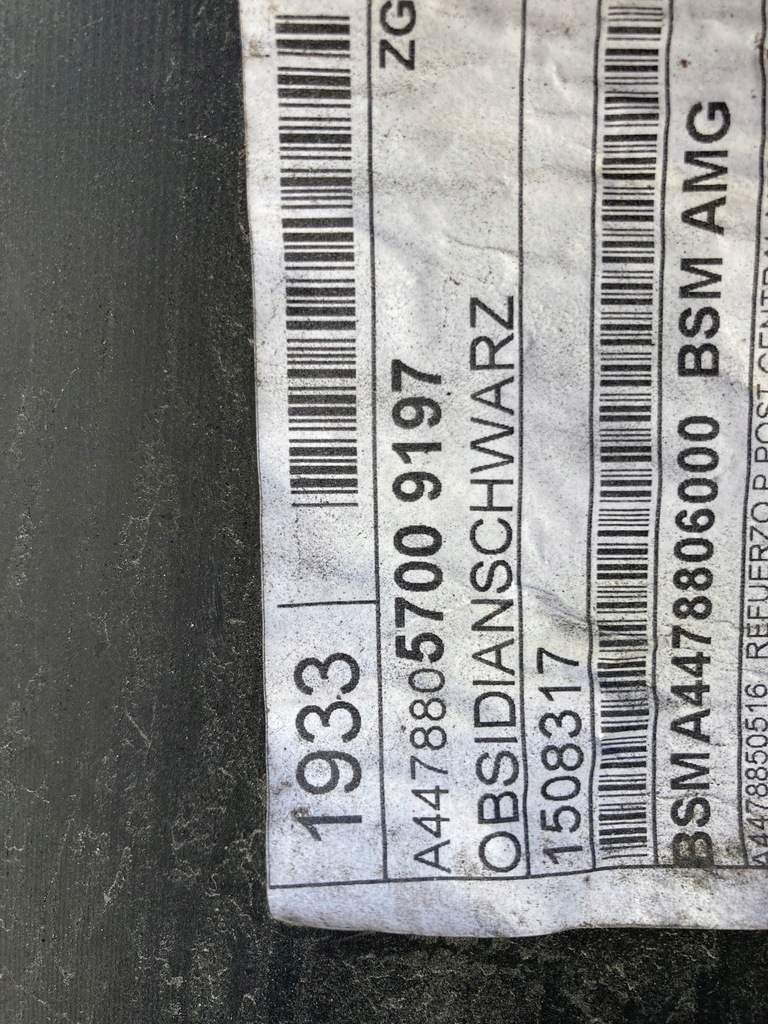 1933
ZG
A4478805700 9197
OBSIDIANSCHWARZ
1508317
BSMA4478806000 BSM AMG
A4478850516 REFUERZO P POST CENTRAL